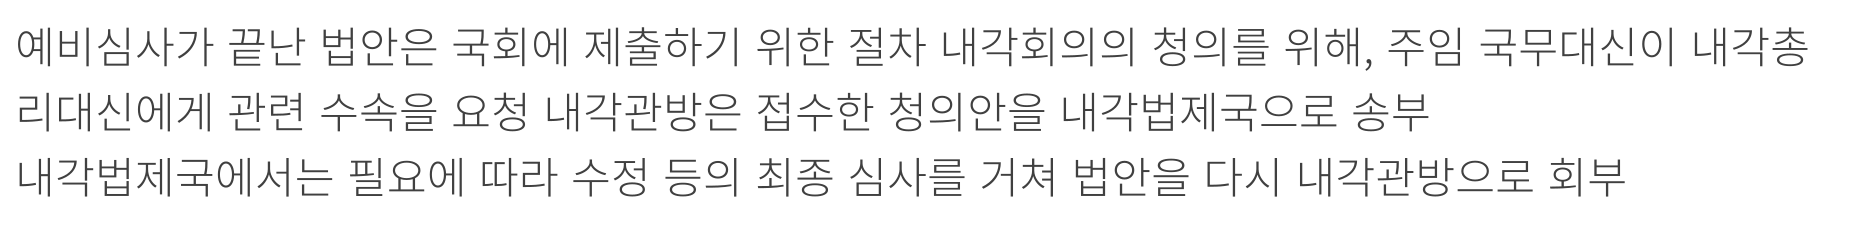 예비심사가 끝난 법안은 국회에 제출하기 위한 절차 내각회의의 청의를 위해, 주임 국무대신이 내각총
리대신에게 관련 수속을 요청 내각관방은 접수한 청의안을 내각법제국으로 송부
내각법제국에서는 필요에 따라 수정 등의 최종 심사를 거쳐 법안을 다시 내각관방으로 회부